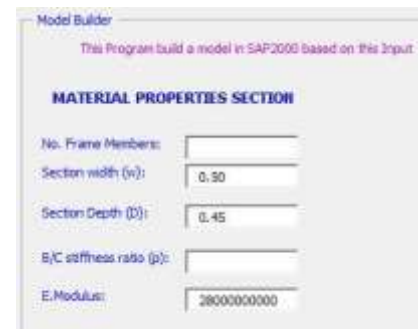 Model Builder
This Program build a model in SAP2000 based on this Input
MATERIAL PROPERTIES SECTION
No. Frame Members:
Section width (w): 0.50
Section Depth (D): 0.45
B/C stiffness ratio (p):
E.Modulus: 28000000000